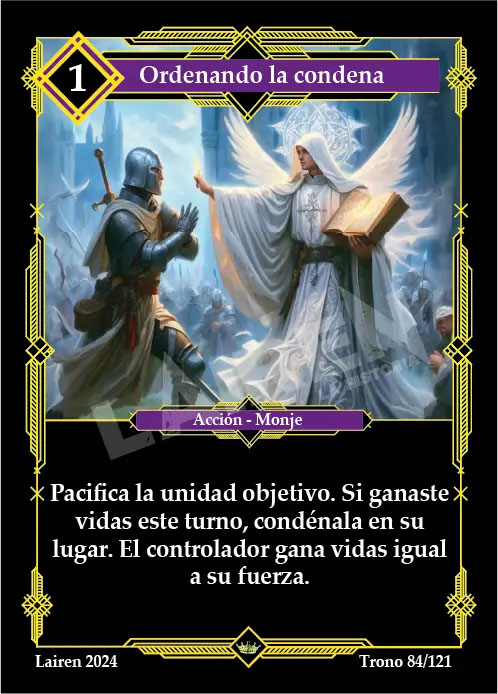 1
Ordenando la condena
Acción - Monje
Pacifica la unidad objetivo. Si ganaste
vidas este turno, condénala en su
lugar. El controlador gana vidas igual
a su fuerza.
Lairen 2024
Trono 84/121